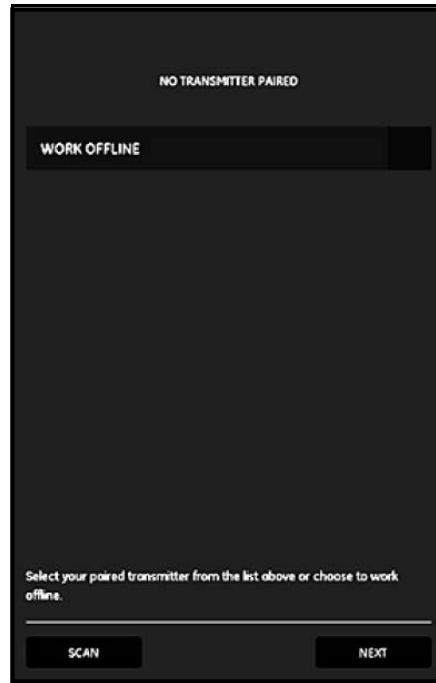 NO TRANSMITTER PAIRED
WORK OFFLINE
Select your paired transmitter from the list above or choose to work
offline.
SCAN
NEXT